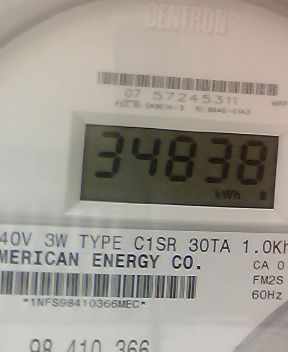 CENTRON
07 57245311
34838
kWh
40V 3W TYPE C1SR 30TA 1.0Kh
MERICAN ENERGY CO.
CA 0
FM2S
60Hz
*1NFS98410366MEC*
98 410 366